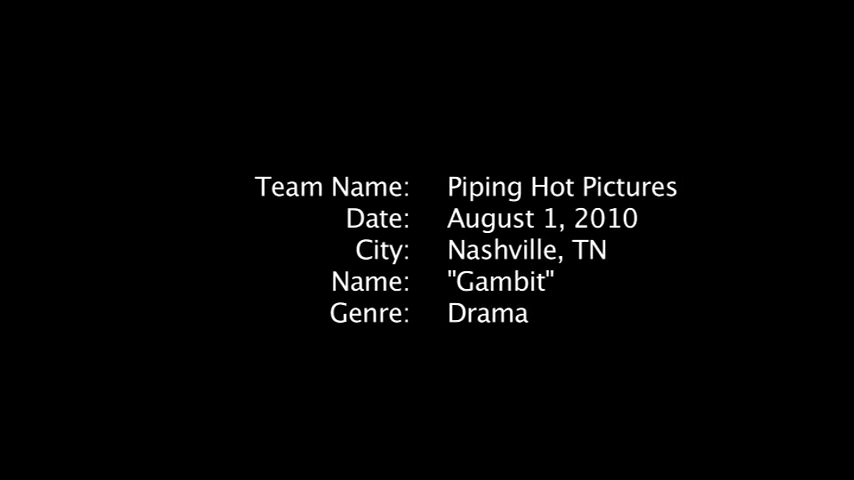 Team Name: Piping Hot Pictures
Date: August 1, 2010
City: Nashville, TN
Name: "Gambit"
Genre: Drama